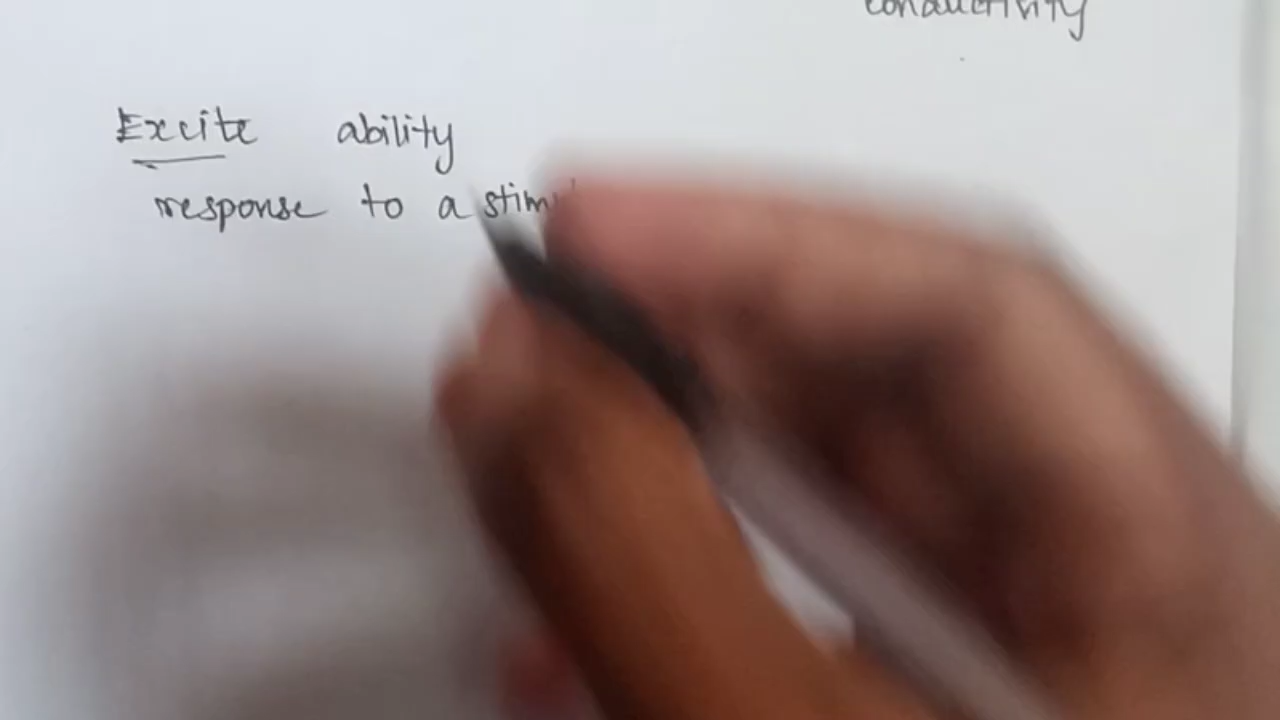 conductivity
Excite ability
response to a